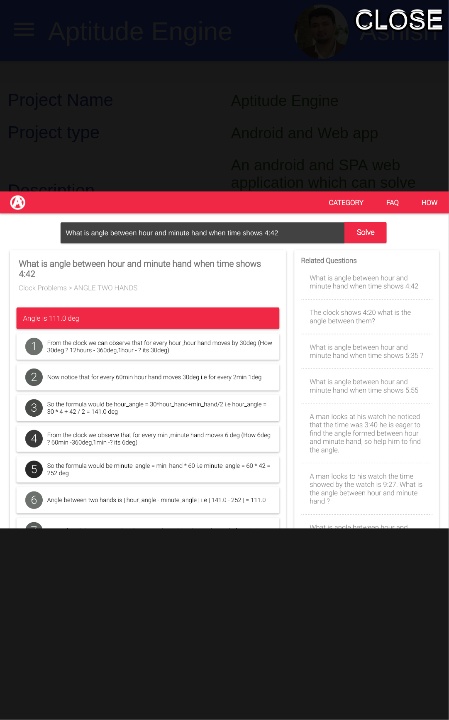 CLOSE
Aptitude Engine
Ashish
Project Name
Aptitude Engine
Project type
Android and Web app
Description
An android and SPA web
application which can solve
CATEGORY FAQ HOW
What is angle between hour and minute hand when time shows 4:42
Solve
What is angle between hour and minute hand when time shows
4:42
Clock Problems > ANGLE TWO HANDS
Angle is 111.0 deg
1 From the clock we can observe that for every hour ,hour hand moves by 30deg (How
30deg ? 12hours - 360deg,1hour - ? its 30deg)
2 Now notice that for every 60min hour hand moves 30deg i.e for every ?min 1deg
3 So the formula would be,hour_angle = 30*hour_hand+min_hand/2 i.e hour_angle =
30 * 4 + 42 / 2 = 141.0 deg
4 From the clock we observe that for every min ,minute hand moves 6 deg (How 6deg
? 60min -360deg,1min -? its 6deg)
5 So the formula would be minute_angle = min_hand * 60 i.e minute_angle = 60 * 42 =
252 deg
6 Angle between two hands is | hour_angle - minute_angle | i.e | 141.0 - 252 | = 111.0
7
Related Questions
What is angle between hour and
minute hand when time shows 4:42
The clock shows 4:20 what is the
angle between them?
What is angle between hour and
minute hand when time shows 5:35 ?
What is angle between hour and
minute hand when time shows 5:55
A man looks at his watch he noticed
that the time was 3:40 he is eager to
find the angle formed between hour
and minute hand, so help him to find
the angle.
A man looks to his watch the time
showed by the watch is 9:27. What is
the angle between hour and minute
hand ?
What is angle between hour and